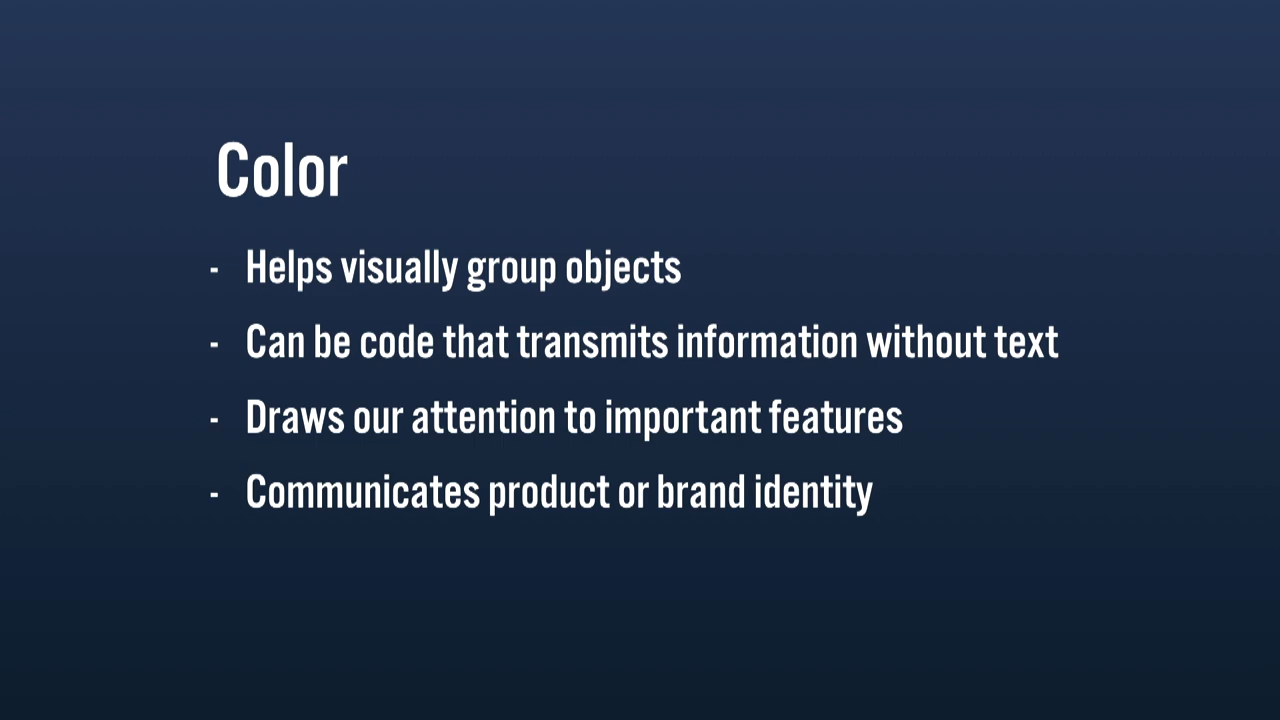 Color
- Helps visually group objects
- Can be code that transmits information without text
- Draws our attention to important features
- Communicates product or brand identity